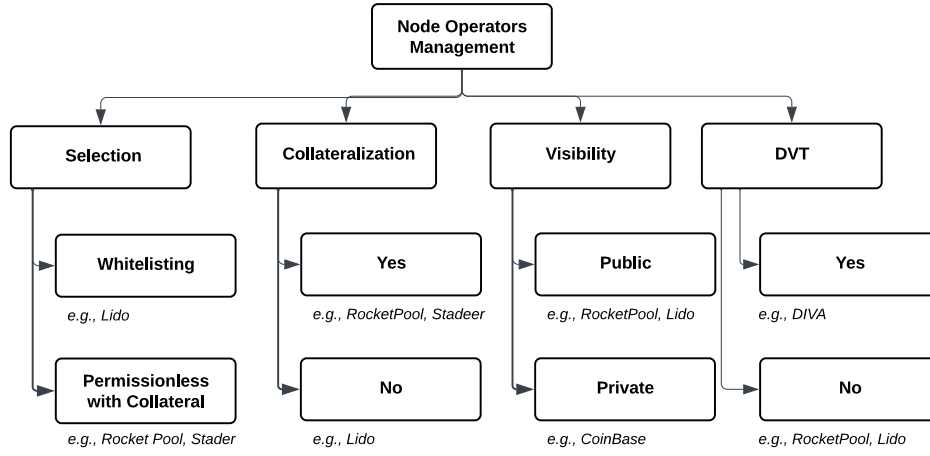 Node Operators
Management
Selection
Collateralization
Visibility
DVT
Whitelisting
Yes
Public
Yes
e.g., Lido
e.g., RocketPool, Stadeer
e.g., RocketPool, Lido
e.g., DIVA
Permissionless
with Collateral
No
Private
No
e.g., Rocket Pool, Stader
e.g., Lido
e.g., CoinBase
e.g., RocketPool, Lido